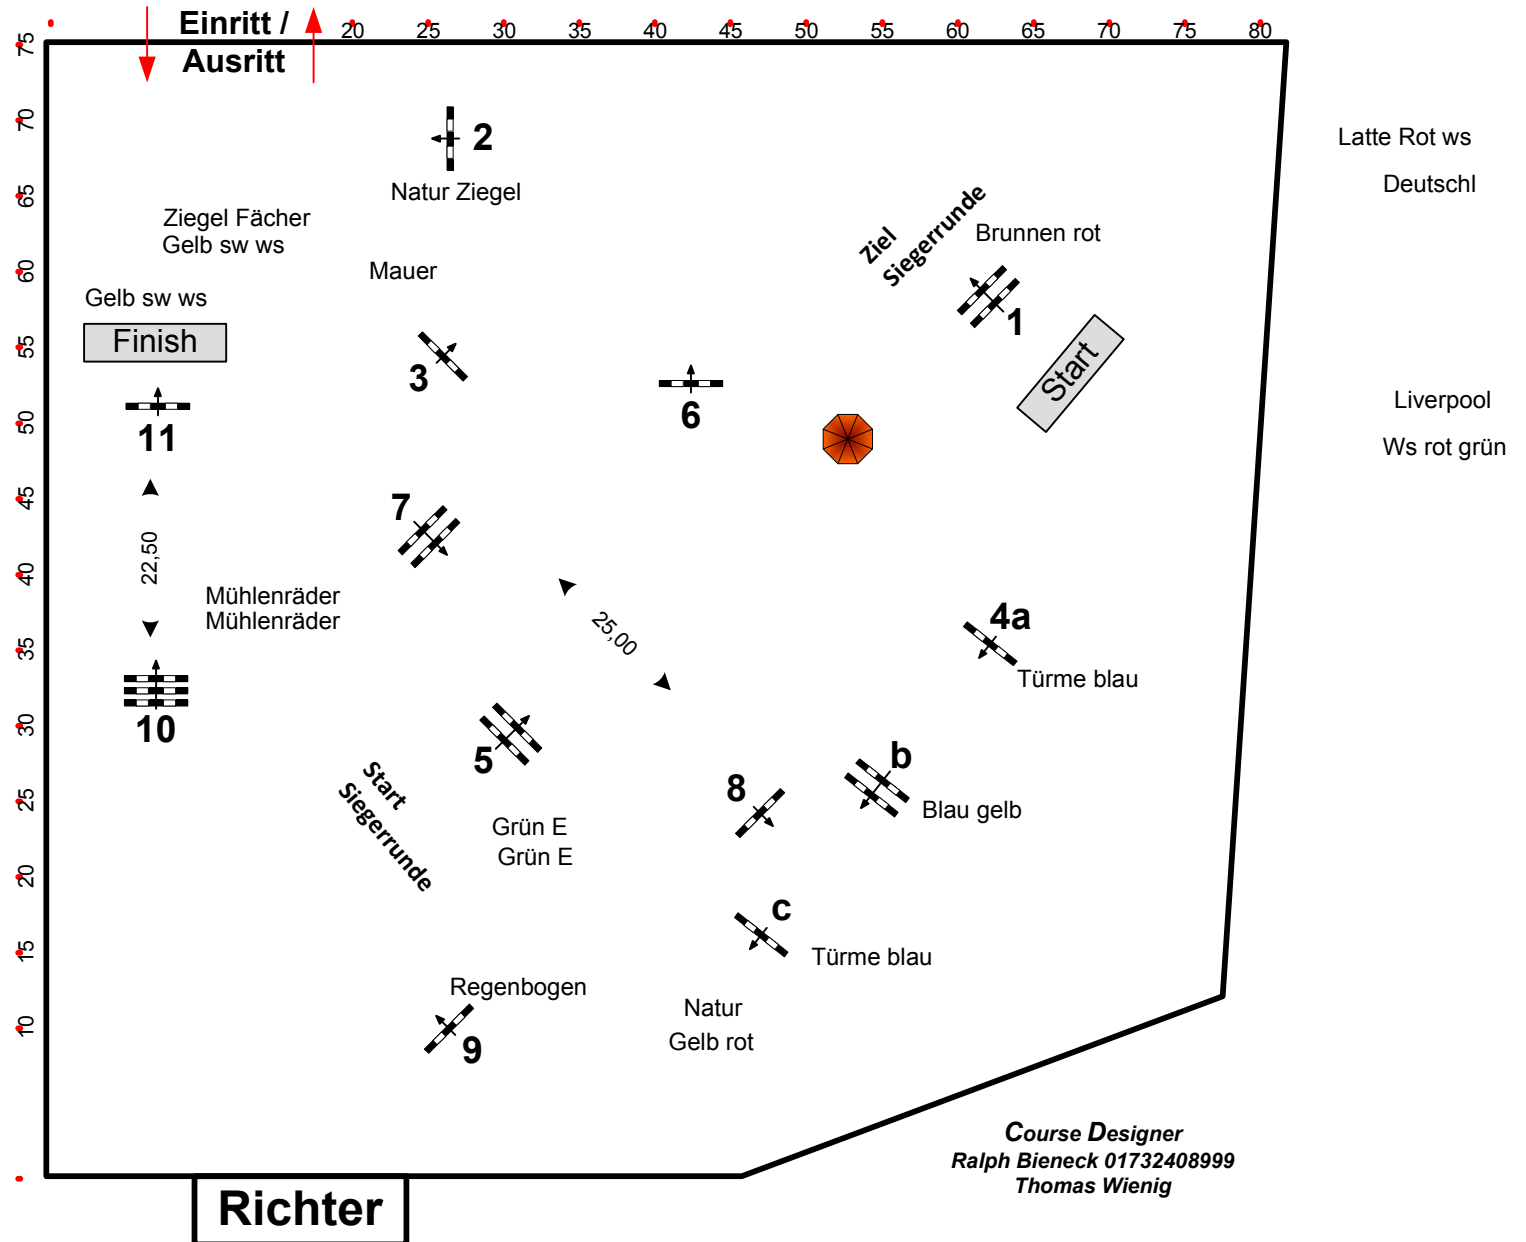 Einritt /
Ausritt
20 25 30 35 40 45 50 55 60 65 70 75 80
75
70
65
60
55
50
45
40
35
30
25
20
15
10
2
Natur Ziegel
Latte Rot ws
Deutschl
Ziegel Fächer
Gelb sw ws
Mauer
Ziel
Siegerrunde
Brunnen rot
1
Start
Gelb sw ws
Finish
3
6
11
Liverpool
Ws rot grün
7
22,50
Mühlenräder
Mühlenräder
25,00
4a
Türme blau
10
5
Start
Siegerrunde
8
b
Blau gelb
Grün E
Grün E
c
Türme blau
Regenbogen
9
Natur
Gelb rot
Course Designer
Ralph Bieneck 01732408999
Thomas Wienig
Richter